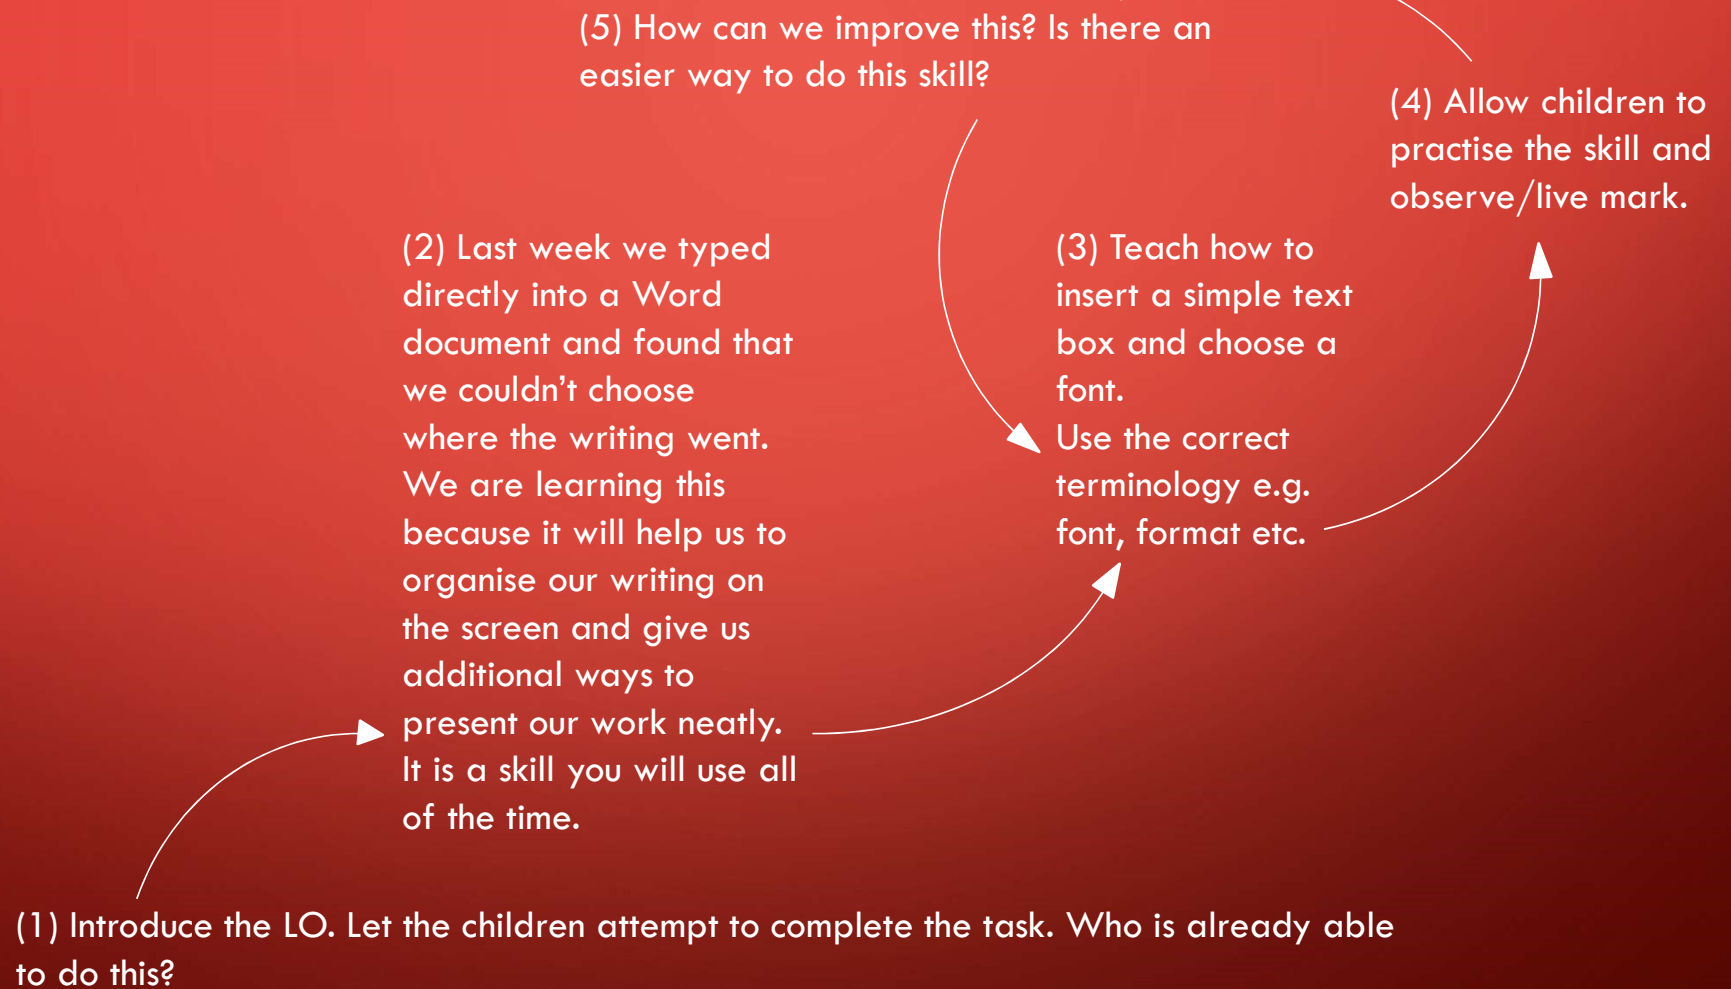 (5) How can we improve this? Is there an
easier way to do this skill?
(4) Allow children to
practise the skill and
observe/live mark.
(2) Last week we typed
directly into a Word
document and found that
we couldn’t choose
where the writing went.
We are learning this
because it will help us to
organise our writing on
the screen and give us
additional ways to
present our work neatly.
It is a skill you will use all
of the time.
(3) Teach how to
insert a simple text
box and choose a
font.
Use the correct
terminology e.g.
font, format etc.
(1) Introduce the LO. Let the children attempt to complete the task. Who is already able
to do this?